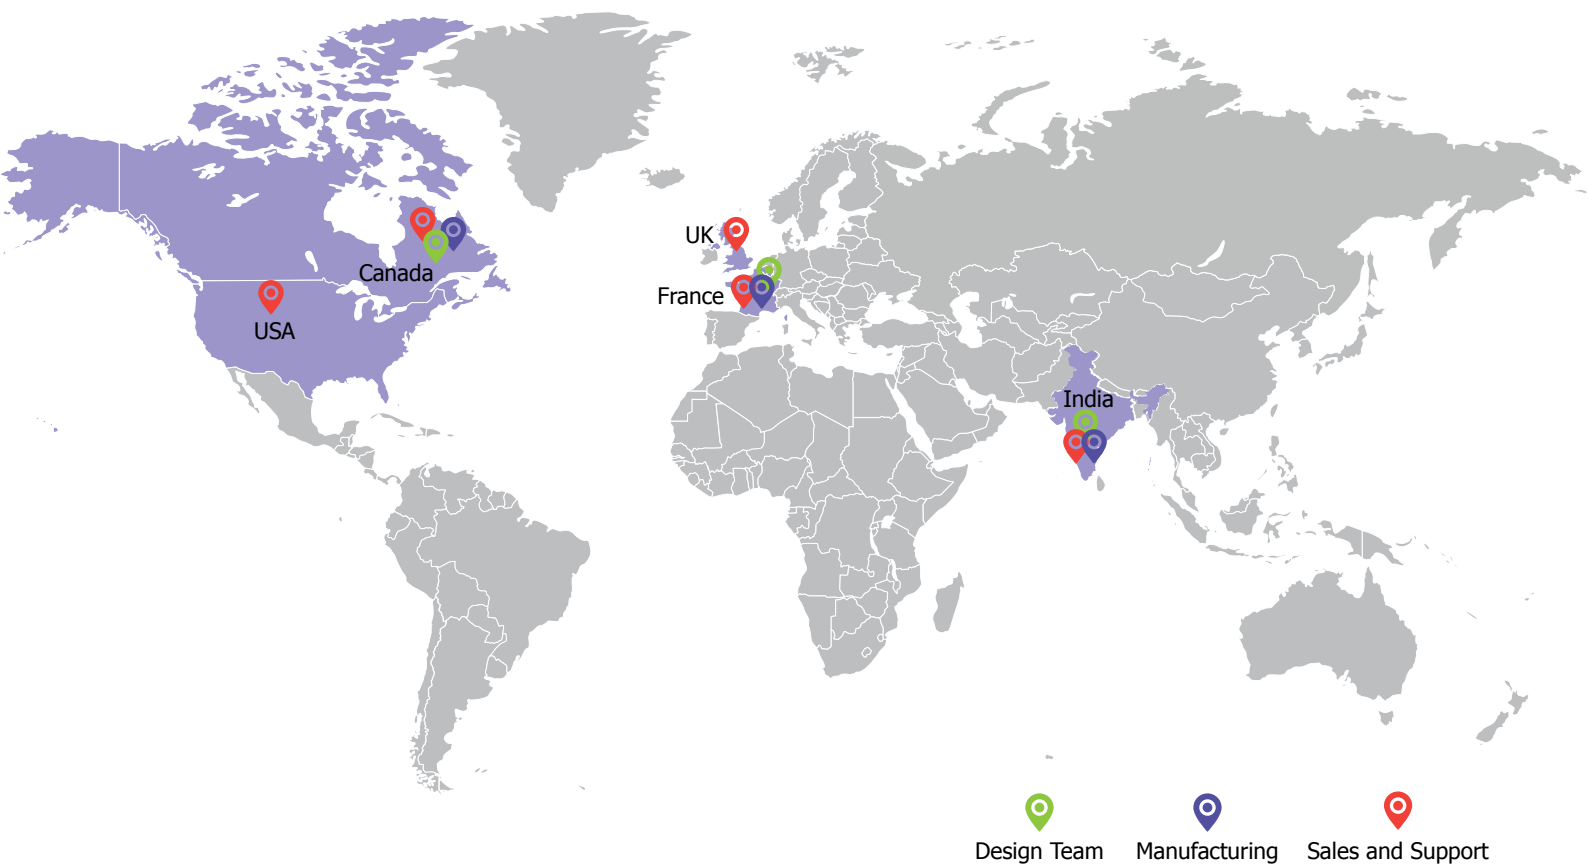 UK
Canada
France
USA
India
Design Team
Manufacturing
Sales and Support